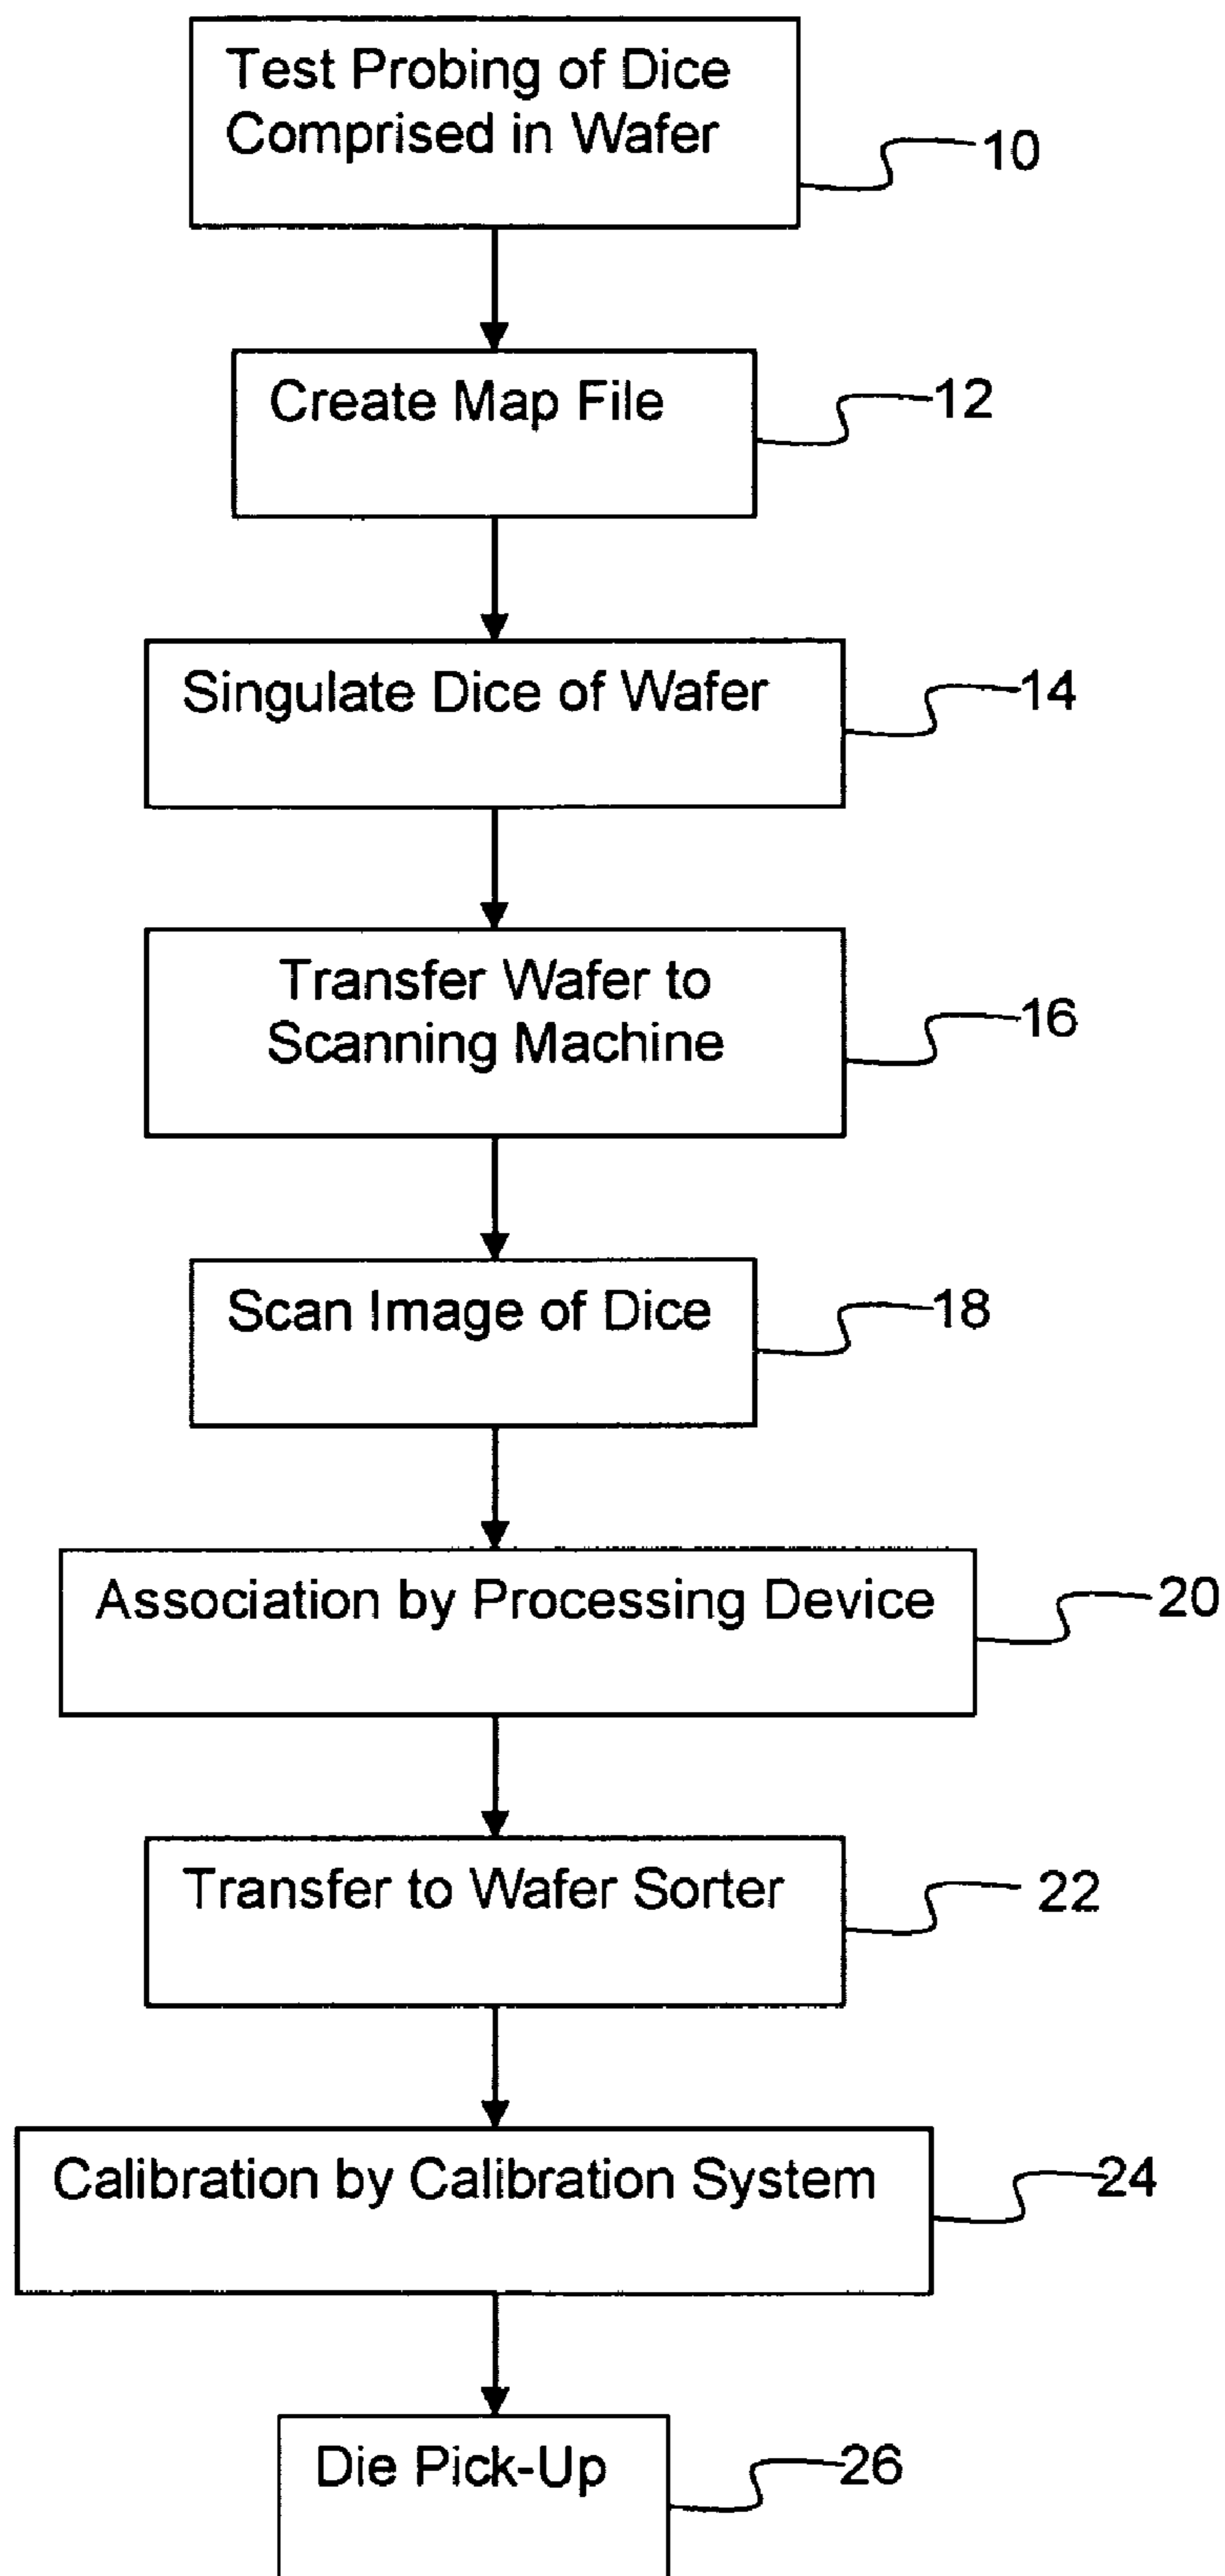 Test Probing of Dice
Comprised in Wafer
10
Create Map File
12
Singulate Dice of Wafer
14
Transfer Wafer to
Scanning Machine
16
Scan Image of Dice
18
Association by Processing Device
20
Transfer to Wafer Sorter
22
Calibration by Calibration System
24
Die Pick-Up
26